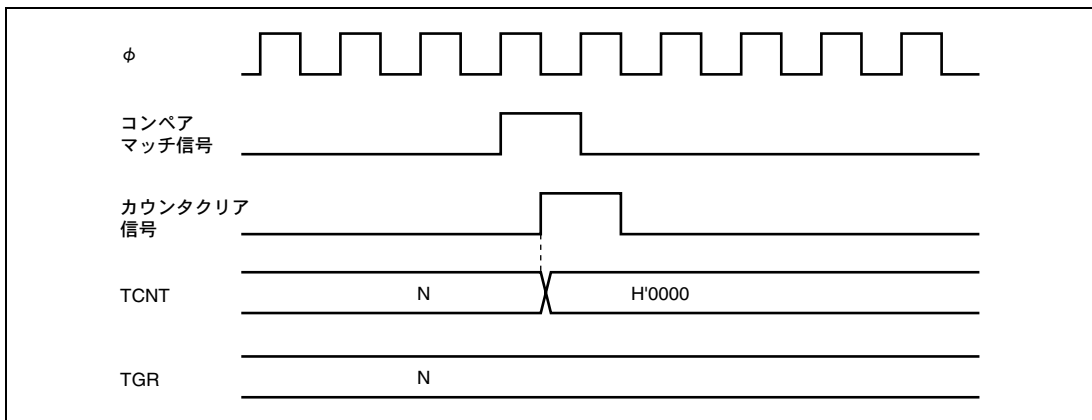 φ
コンペア
マッチ信号
カウンタクリア
信号
TCNT N H'0000
TGR N